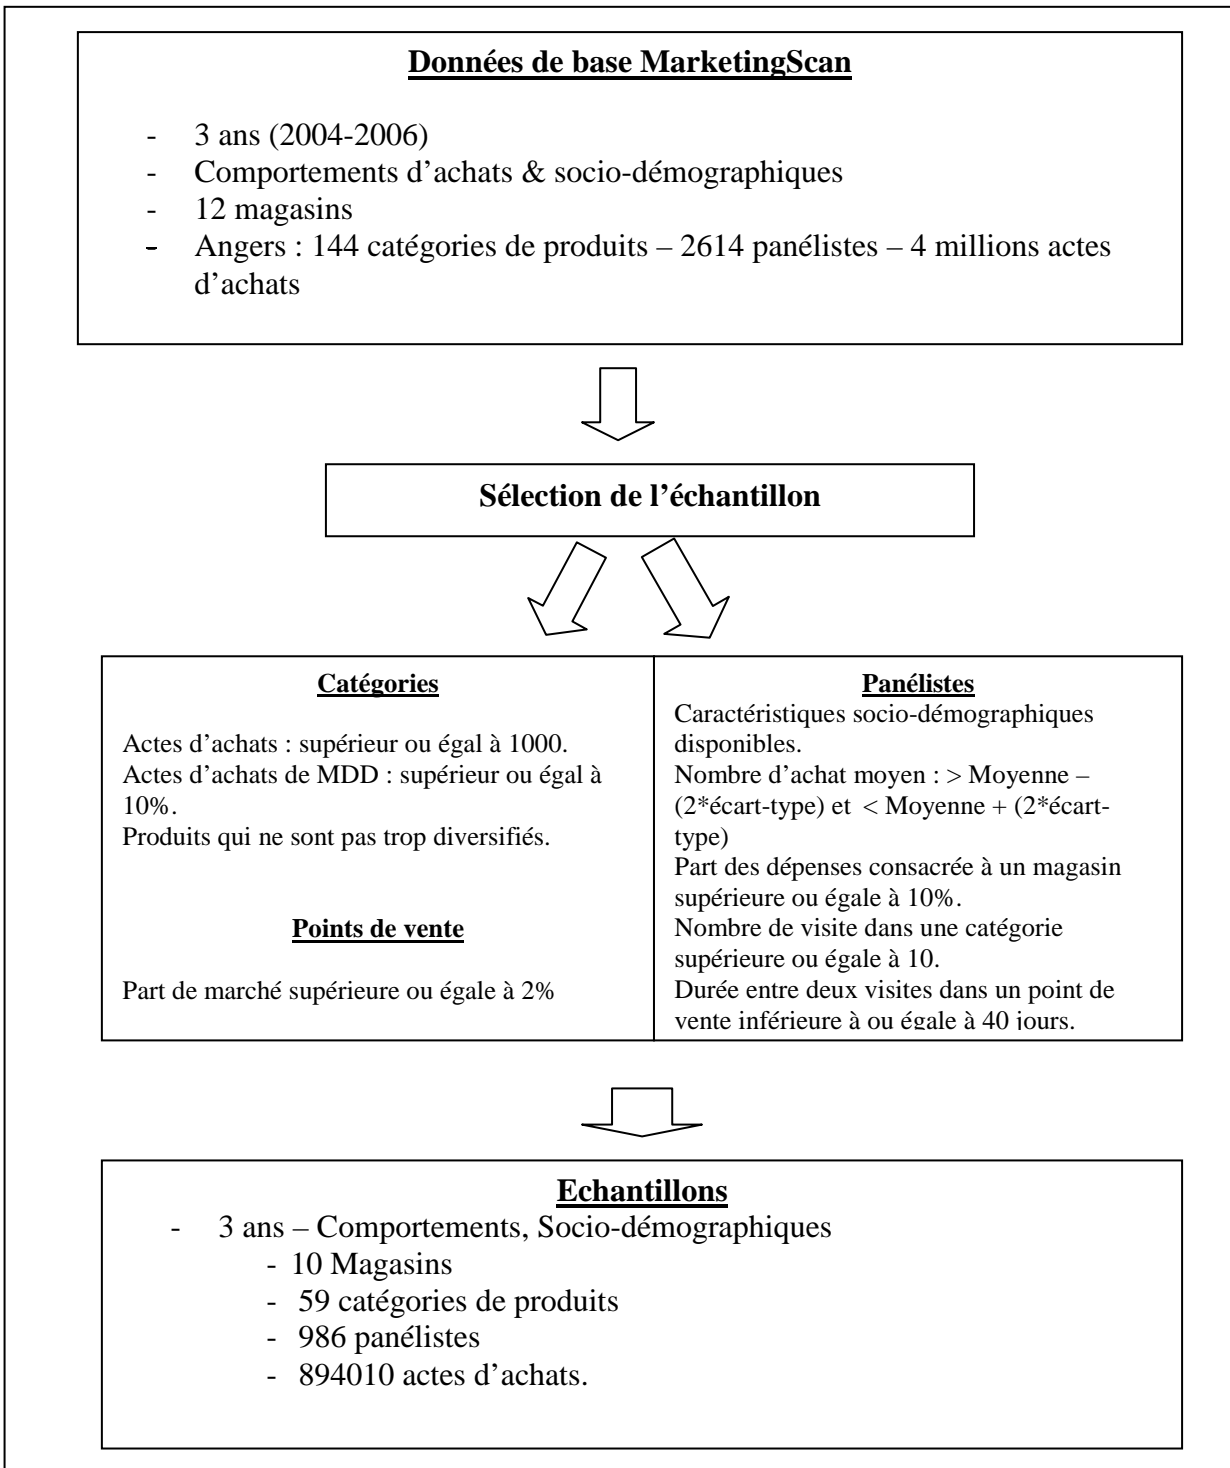 Données de base MarketingScan
- 3 ans (2004-2006)
- Comportements d'achats & socio-démographiques
- 12 magasins
- Angers : 144 catégories de produits – 2614 panélistes – 4 millions actes
d'achats
Sélection de l'échantillon
Catégories
Actes d'achats : supérieur ou égal à 1000.
Actes d'achats de MDD : supérieur ou égal à
10%.
Produits qui ne sont pas trop diversifiés.
Points de vente
Part de marché supérieure ou égale à 2%
Panélistes
Caractéristiques socio-démographiques
disponibles.
Nombre d'achat moyen : > Moyenne –
(2*écart-type) et < Moyenne + (2*écart-
type)
Part des dépenses consacrée à un magasin
supérieure ou égale à 10%.
Nombre de visite dans une catégorie
supérieure ou égale à 10.
Durée entre deux visites dans un point de
vente inférieure à ou égale à 40 jours.
Echantillons
- 3 ans – Comportements, Socio-démographiques
- 10 Magasins
- 59 catégories de produits
- 986 panélistes
- 894010 actes d'achats.